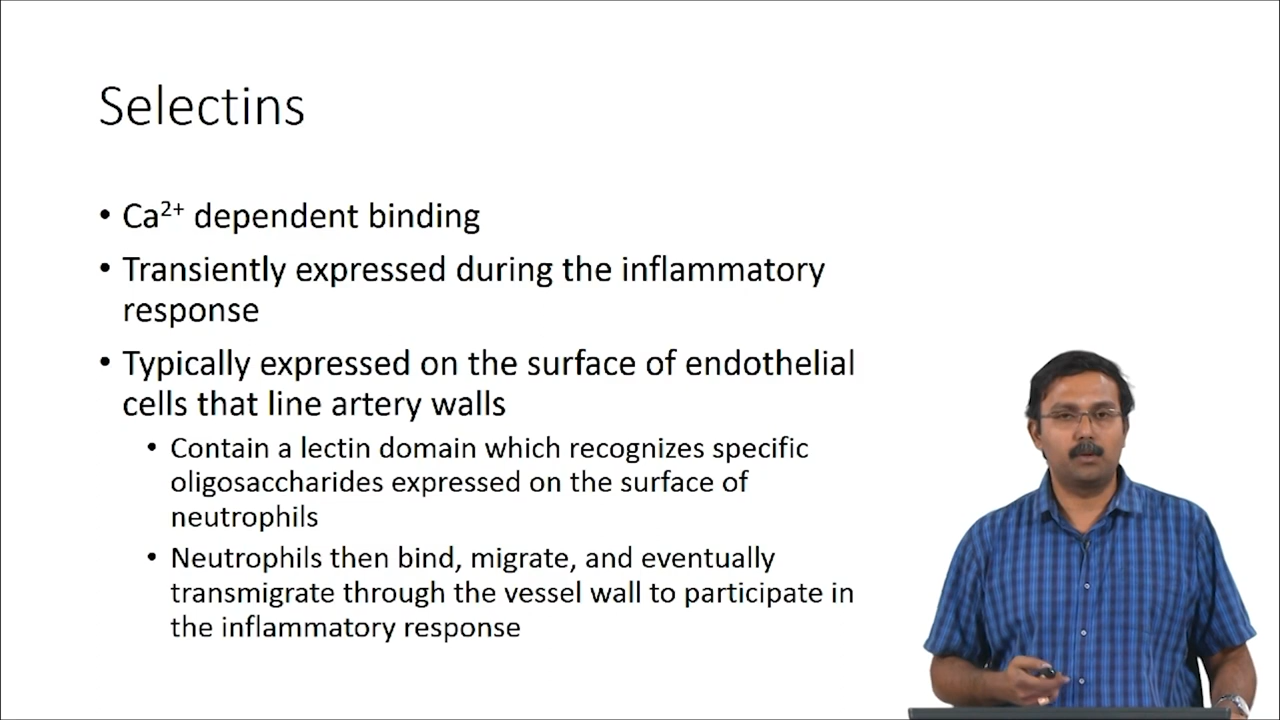 Selectins
• Ca²⁺ dependent binding
• Transiently expressed during the inflammatory
response
• Typically expressed on the surface of endothelial
cells that line artery walls
• Contain a lectin domain which recognizes specific
oligosaccharides expressed on the surface of
neutrophils
• Neutrophils then bind, migrate, and eventually
transmigrate through the vessel wall to participate in
the inflammatory response